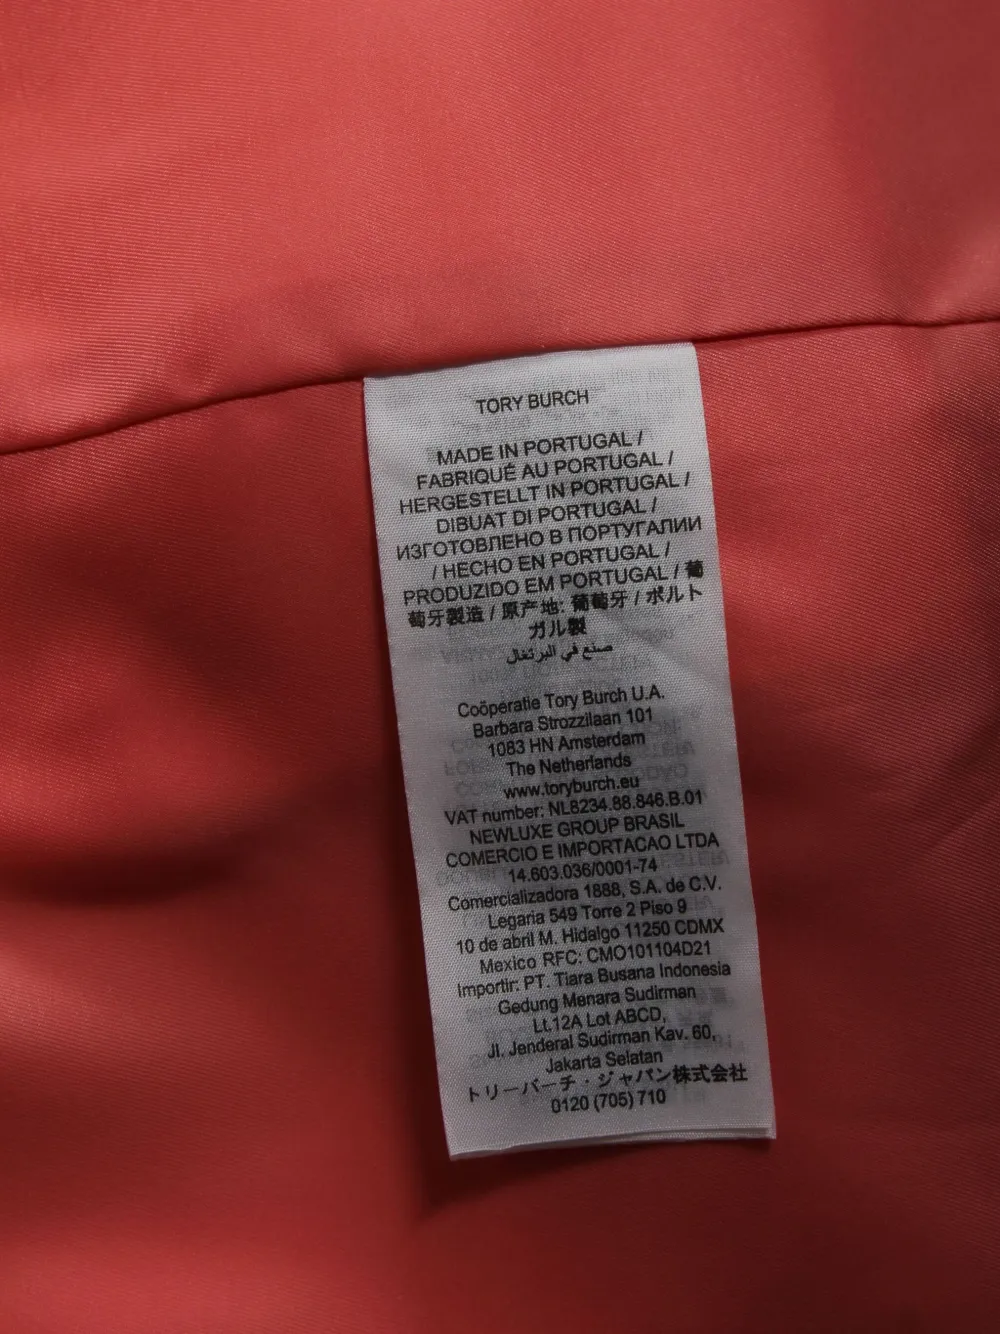 TORY BURCH
MADE IN PORTUGAL /
FABRIQUÉ AU PORTUGAL /
HERGESTELLT IN PORTUGAL /
DIBUAT DI PORTUGAL /
ИЗГОТОВЛЕНО В ПОРТУГАЛИИ
/ HECHO EN PORTUGAL /
PRODUZIDO EM PORTUGAL / 葡
萄牙製造 / 原产地: 葡萄牙 / ポルト
ガル製
صنع في البرتغال
Coöperatie Tory Burch U.A.
Barbara Strozzilaan 101
1083 HN Amsterdam
The Netherlands
www.toryburch.eu
VAT number: NL8234.88.846.B.01
NEWLUXE GROUP BRASIL
COMERCIO E IMPORTACAO LTDA
14.603.036/0001-74
Comercializadora 1888, S.A. de C.V.
Legaria 549 Torre 2 Piso 9
10 de abril M. Hidalgo 11250 CDMX
Mexico RFC: CMO101104D21
Importir: PT. Tiara Busana Indonesia
Gedung Menara Sudirman
Lt.12A Lot ABCD,
Jl. Jenderal Sudirman Kav. 60,
Jakarta Selatan
トリーバーチ・ジャパン株式会社
0120 (705) 710